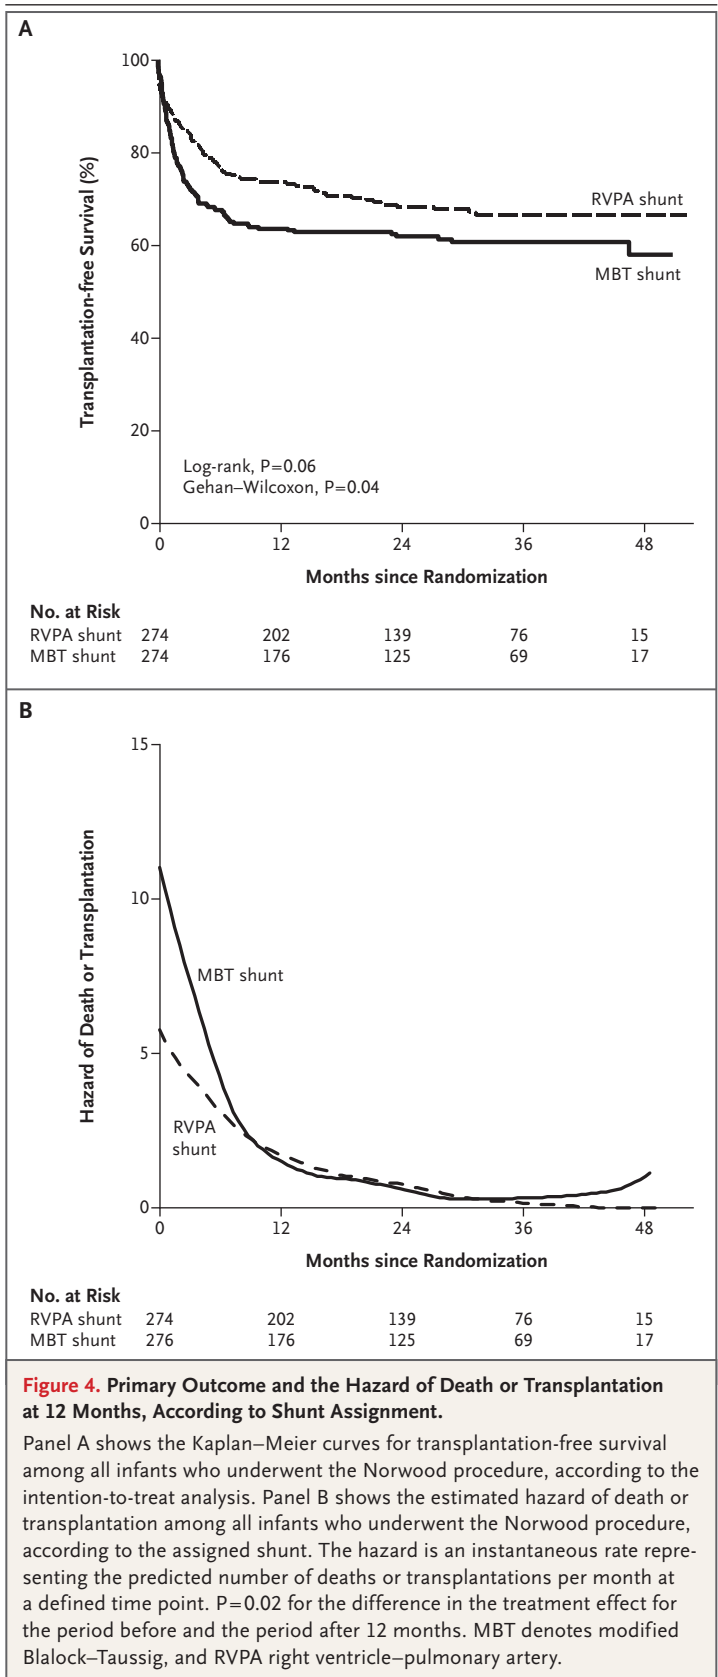 A
100
80
60
40
20
0
Transplantation-free Survival (%)
RVPA shunt
MBT shunt
Log-rank, P=0.06
Gehan–Wilcoxon, P=0.04
0 12 24 36 48
Months since Randomization
No. at Risk
RVPA shunt 274 202 139 76 15
MBT shunt 274 176 125 69 17
B
15
10
5
0
Hazard of Death or Transplantation
MBT shunt
RVPA
shunt
0 12 24 36 48
Months since Randomization
No. at Risk
RVPA shunt 274 202 139 76 15
MBT shunt 276 176 125 69 17
Figure 4. Primary Outcome and the Hazard of Death or Transplantation
at 12 Months, According to Shunt Assignment.
Panel A shows the Kaplan–Meier curves for transplantation-free survival
among all infants who underwent the Norwood procedure, according to the
intention-to-treat analysis. Panel B shows the estimated hazard of death or
transplantation among all infants who underwent the Norwood procedure,
according to the assigned shunt. The hazard is an instantaneous rate repre-
senting the predicted number of deaths or transplantations per month at
a defined time point. P=0.02 for the difference in the treatment effect for
the period before and the period after 12 months. MBT denotes modified
Blalock–Taussig, and RVPA right ventricle–pulmonary artery.